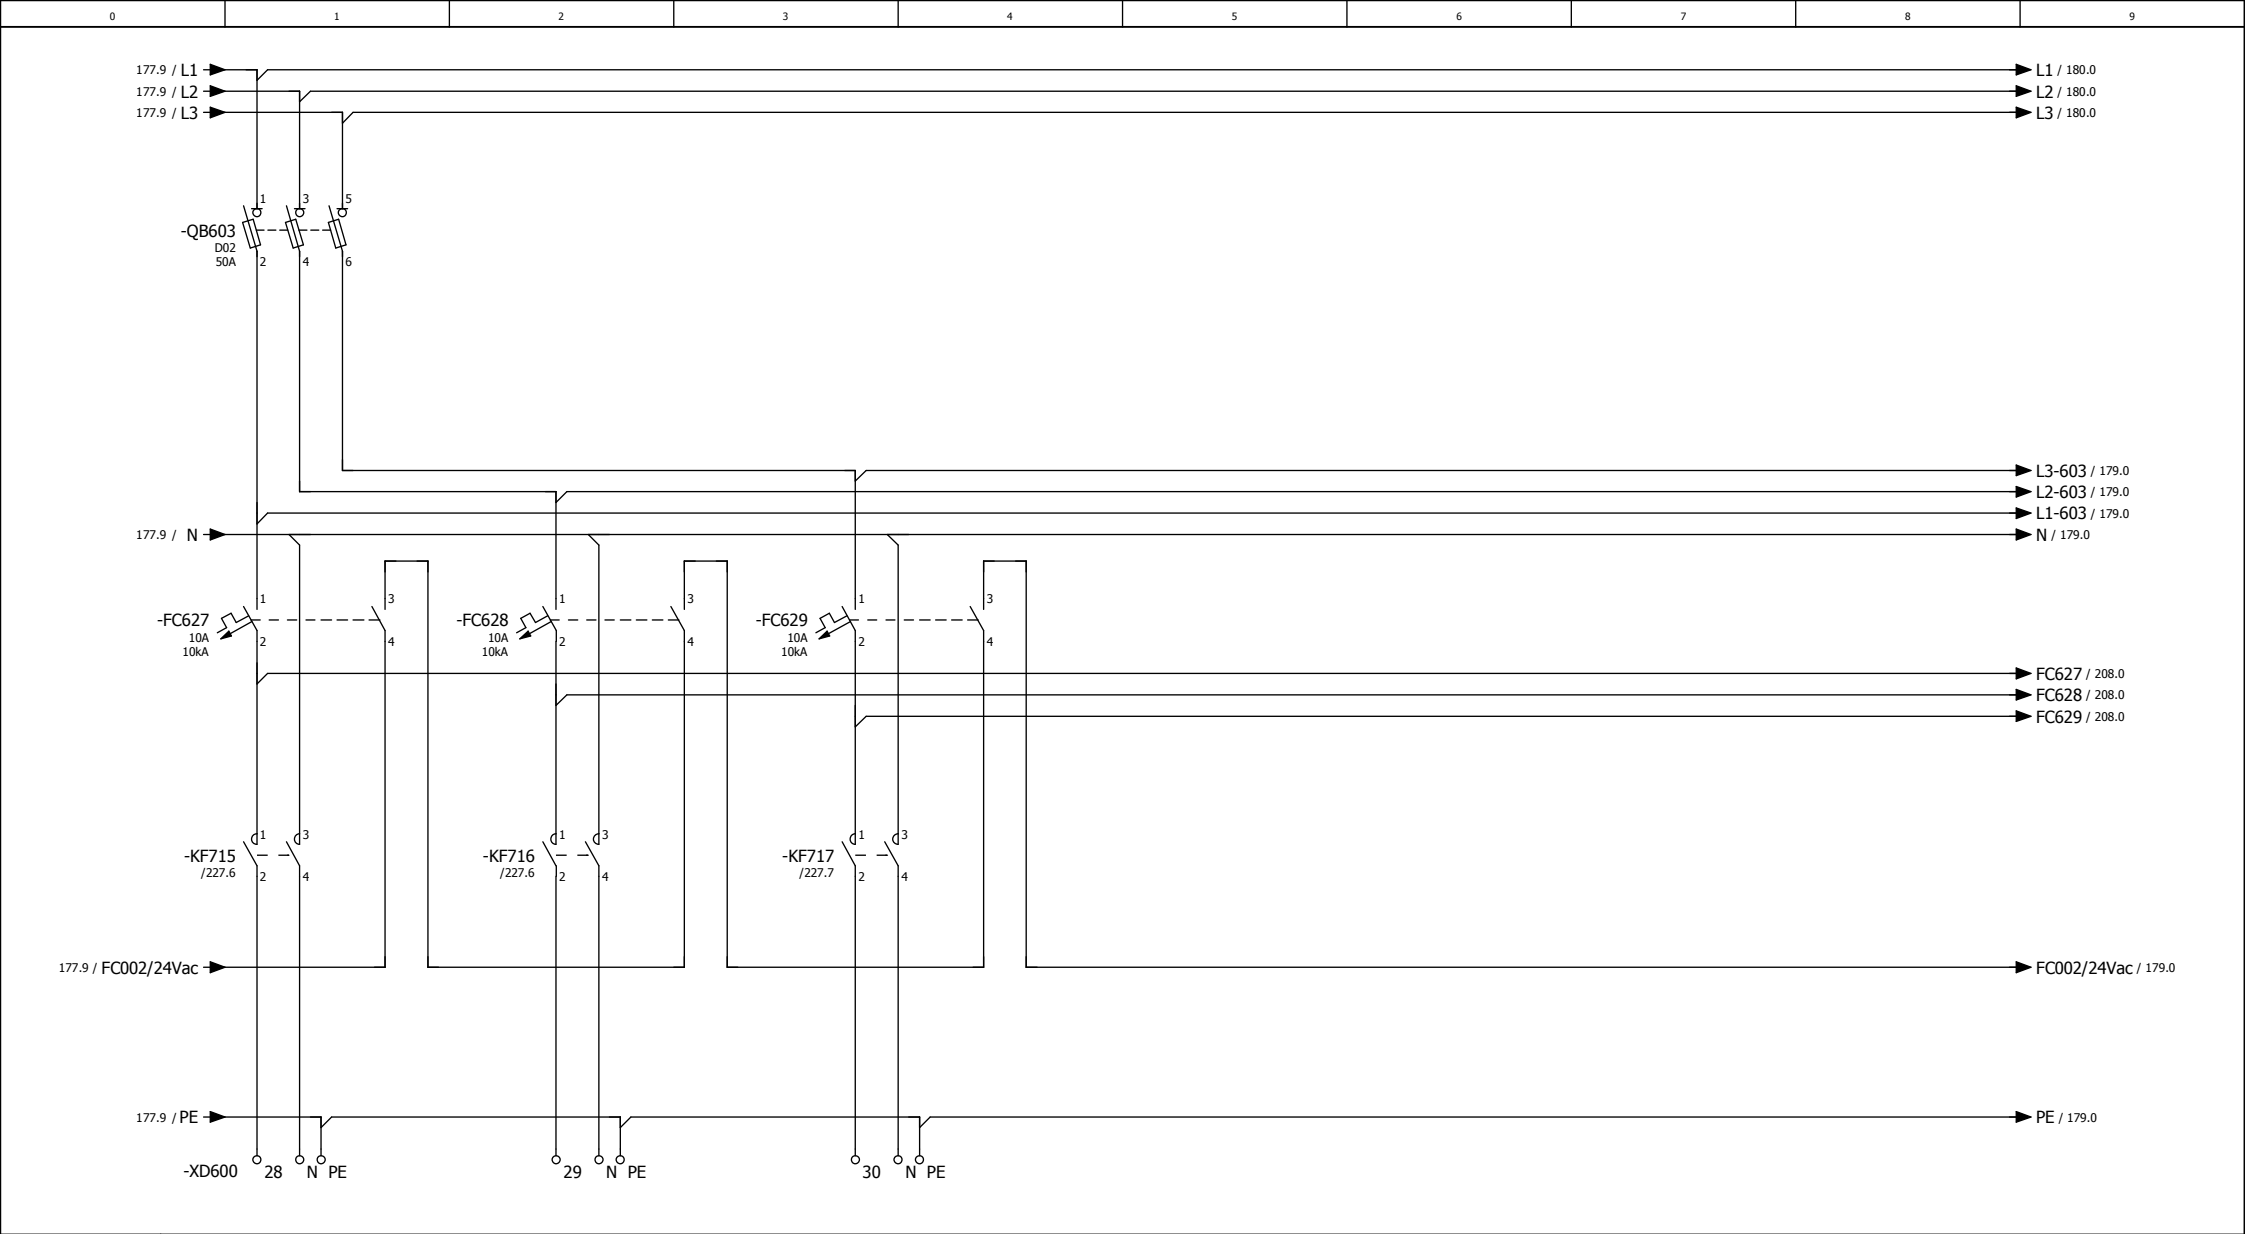 0 1 2 3 4 5 6 7 8 9
177.9 / L1 L1 / 180.0
177.9 / L2 L2 / 180.0
177.9 / L3 L3 / 180.0
1 3 5
-QB603
D02
50A 2 4 6
L3-603 / 179.0
L2-603 / 179.0
L1-603 / 179.0
177.9 / N N / 179.0
1 3 1 3 1 3
-FC627 -FC628 -FC629
10A 10A 10A
2 4 2 4 2 4
10kA 10kA 10kA
FC627 / 208.0
FC628 / 208.0
FC629 / 208.0
1 3 1 3 1 3
-KF715 -KF716 -KF717
/227.6 /227.6 /227.7
2 4 2 4 2 4
177.9 / FC002/24Vac FC002/24Vac / 179.0
177.9 / PE PE / 179.0
-XD600 28 N PE 29 N PE 30 N PE